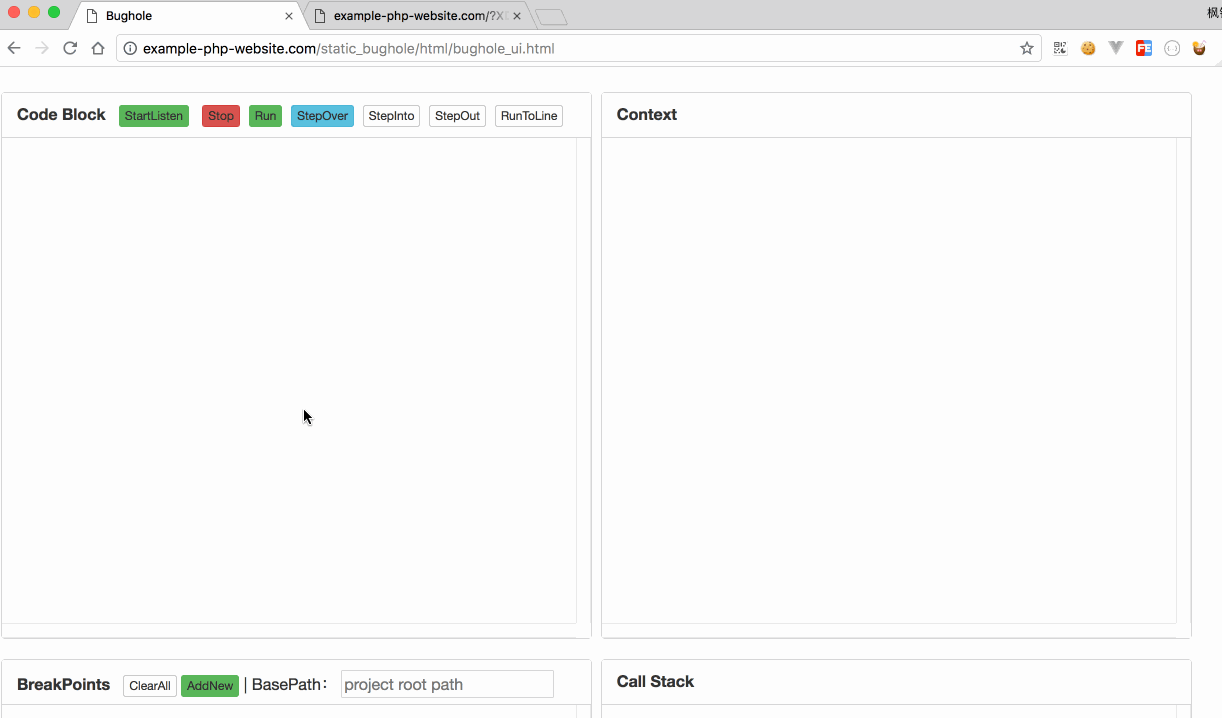 Bughole
example-php-website.com/?X
example-php-website.com/static_bughole/html/bughole_ui.html
FE
Code Block StartListen Stop Run StepOver StepInto StepOut RunToLine
Context
BreakPoints ClearAll AddNew | BasePath： project root path
Call Stack